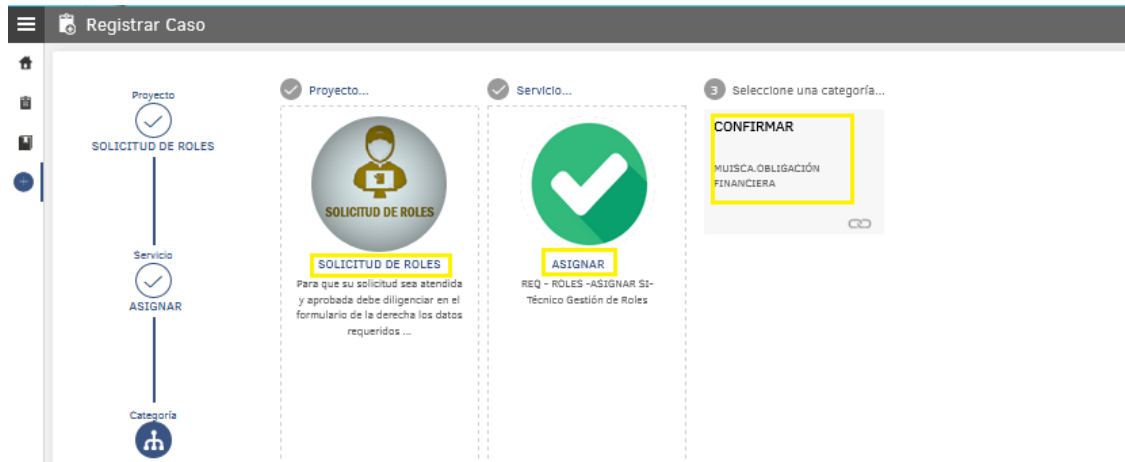 Registrar Caso
Proyecto
SOLICITUD DE ROLES
Servicio
ASIGNAR
Categoría
Proyecto...
SOLICITUD DE ROLES
SOLICITUD DE ROLES
Para que su solicitud sea atendida
y aprobada debe diligenciar en el
formulario de la derecha los datos
requeridos ...
Servicio...
ASIGNAR
REQ - ROLES -ASIGNAR SI-
Técnico Gestión de Roles
3 Seleccione una categoría...
CONFIRMAR
MUISCA.OBLIGACIÓN
FINANCIERA